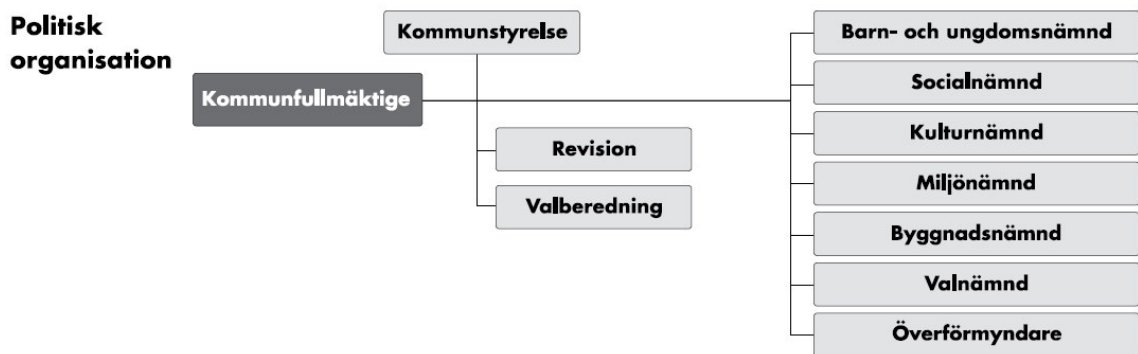 Politisk
organisation
Kommunstyrelse
Kommunfullmäktige
Revision
Valberedning
Barn- och ungdomsnämnd
Socialnämnd
Kulturnämnd
Miljönämnd
Byggnadsnämnd
Valnämnd
Överförmyndare